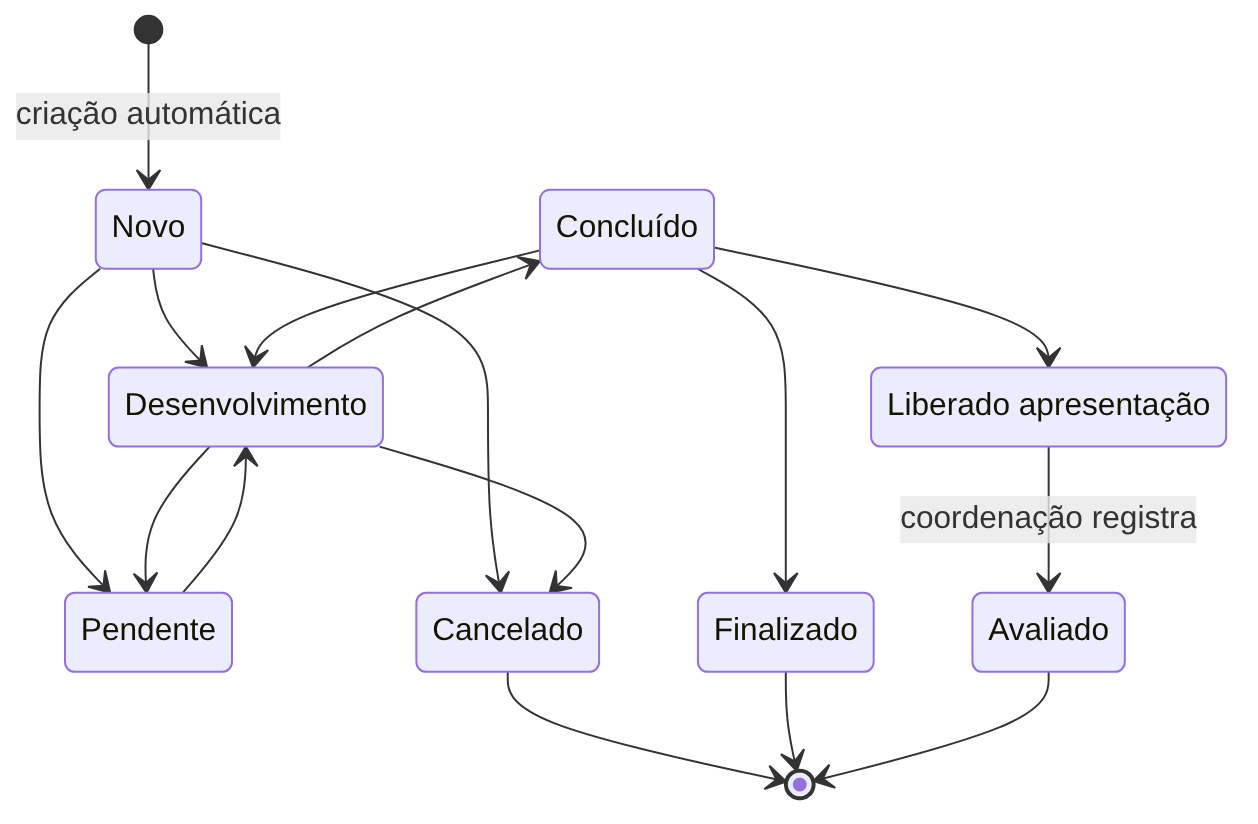 criação automática
Novo
Concluído
Desenvolvimento
Liberado apresentação
coordenação registra
Pendente
Cancelado
Finalizado
Avaliado